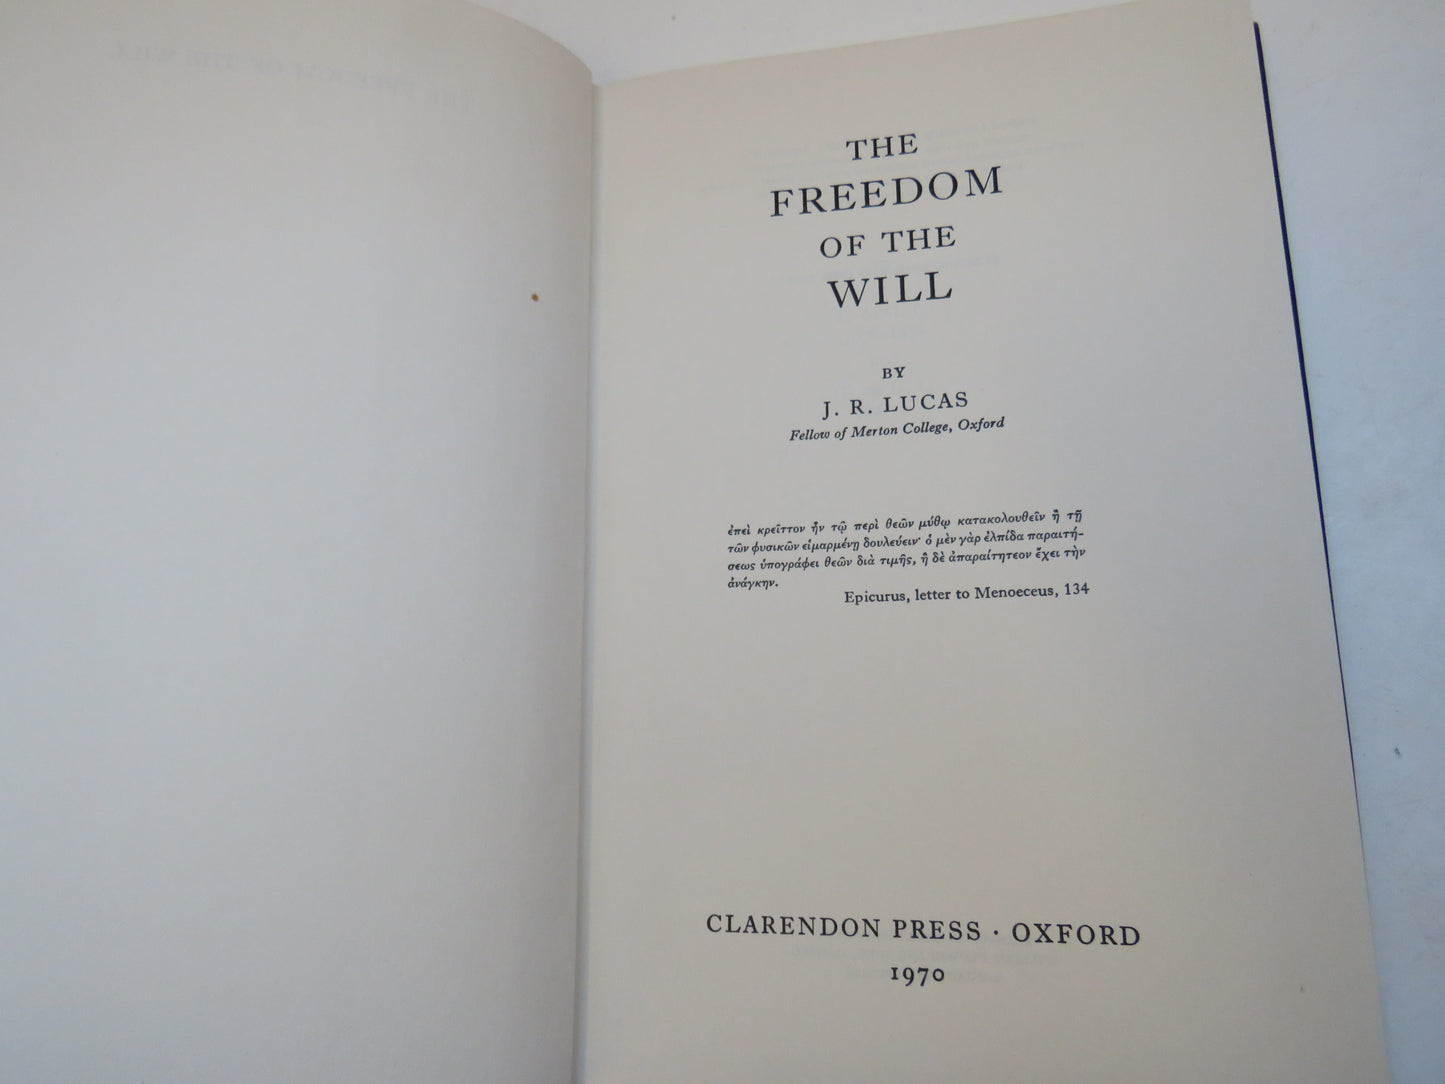 THE
FREEDOM
OF THE
WILL
BY
J. R. LUCAS
Fellow of Merton College, Oxford
ἐπεὶ κρεῖττον ἦν τῷ περὶ θεῶν μύθῳ κατακολουθεῖν ἢ τῇ
τῶν φυσικῶν εἱμαρμένῃ δουλεύειν· ὁ μὲν γὰρ ἐλπίδα παραιτή-
σεως ὑπογράφει θεῶν διὰ τιμῆς, ἡ δὲ ἀπαραίτητεον ἔχει τὴν
ἀνάγκην.
Epicurus, letter to Menoeceus, 134
CLARENDON PRESS · OXFORD
1970